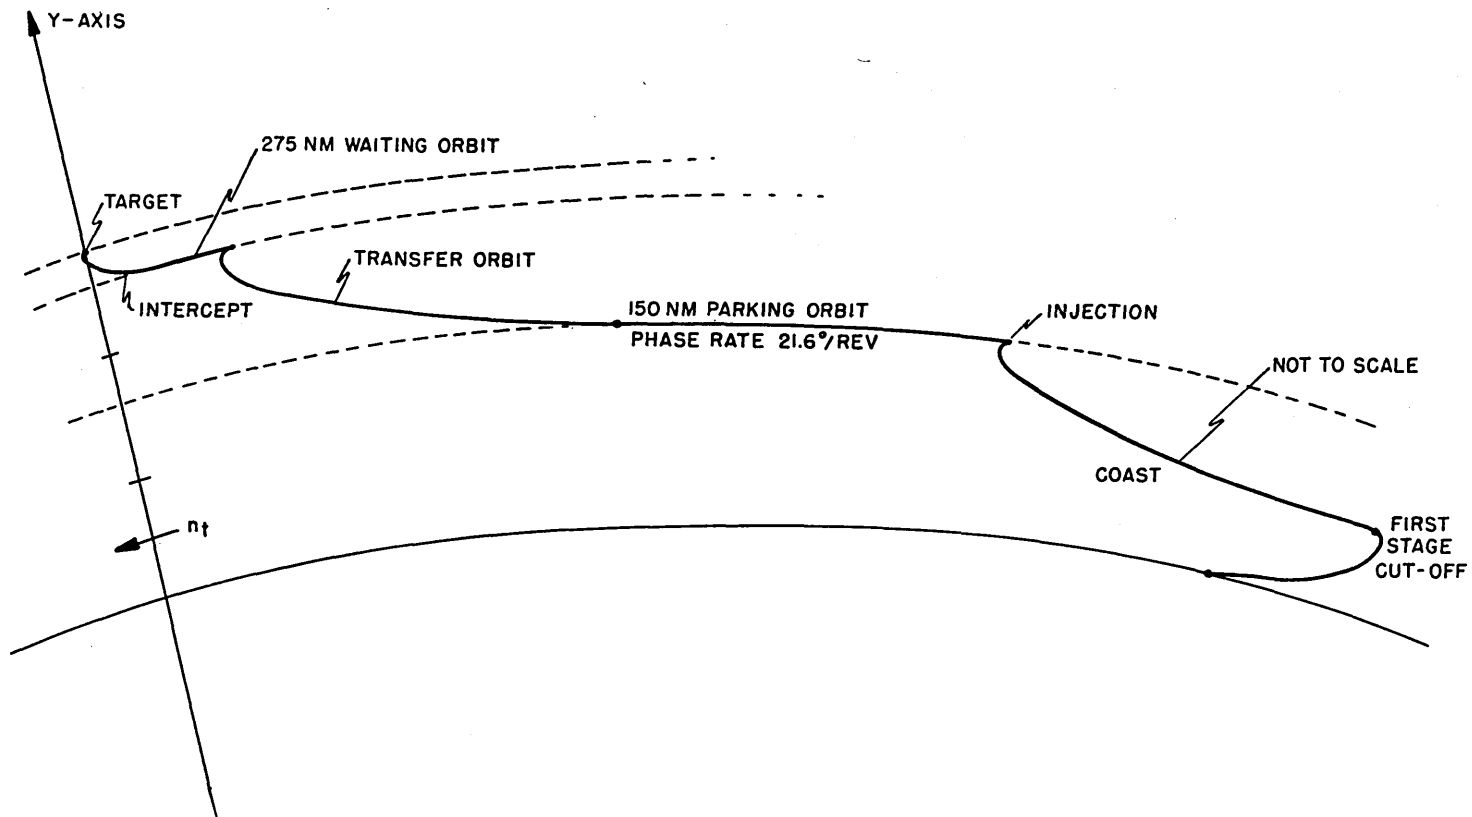 Y-AXIS
275 NM WAITING ORBIT
TARGET
TRANSFER ORBIT
INTERCEPT
150 NM PARKING ORBIT
PHASE RATE 21.6°/REV
INJECTION
NOT TO SCALE
COAST
nt
FIRST
STAGE
CUT-OFF